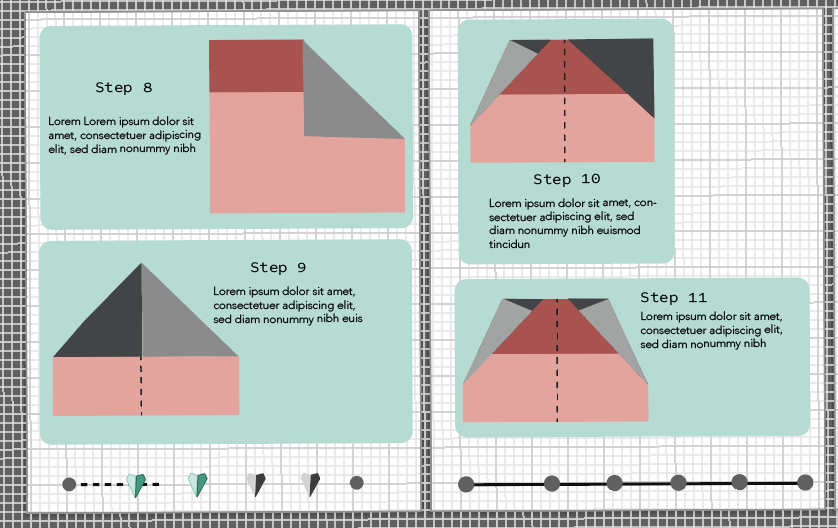 Step 8
Lorem Lorem ipsum dolor sit
amet, consectetuer adipiscing
elit, sed diam nonummy nibh
Step 9
Lorem ipsum dolor sit amet,
consectetuer adipiscing elit,
sed diam nonummy nibh euis
Step 10
Lorem ipsum dolor sit amet, con-
sectetuer adipiscing elit, sed
diam nonummy nibh euismod
tincidun
Step 11
Lorem ipsum dolor sit amet,
consectetuer adipiscing elit,
sed diam nonummy nibh